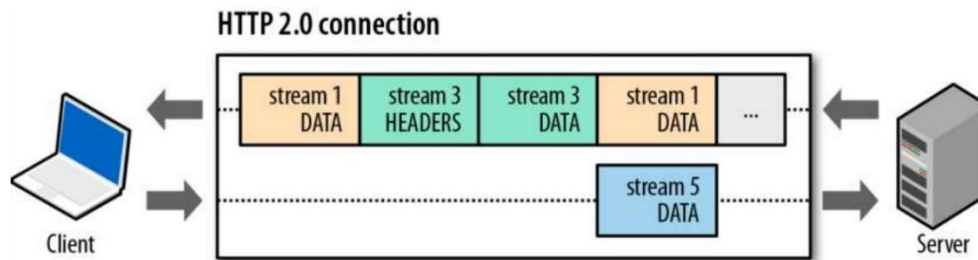 HTTP 2.0 connection
stream 1 stream 3 stream 3 stream 1
DATA HEADERS DATA DATA ...
stream 5
DATA
Client Server